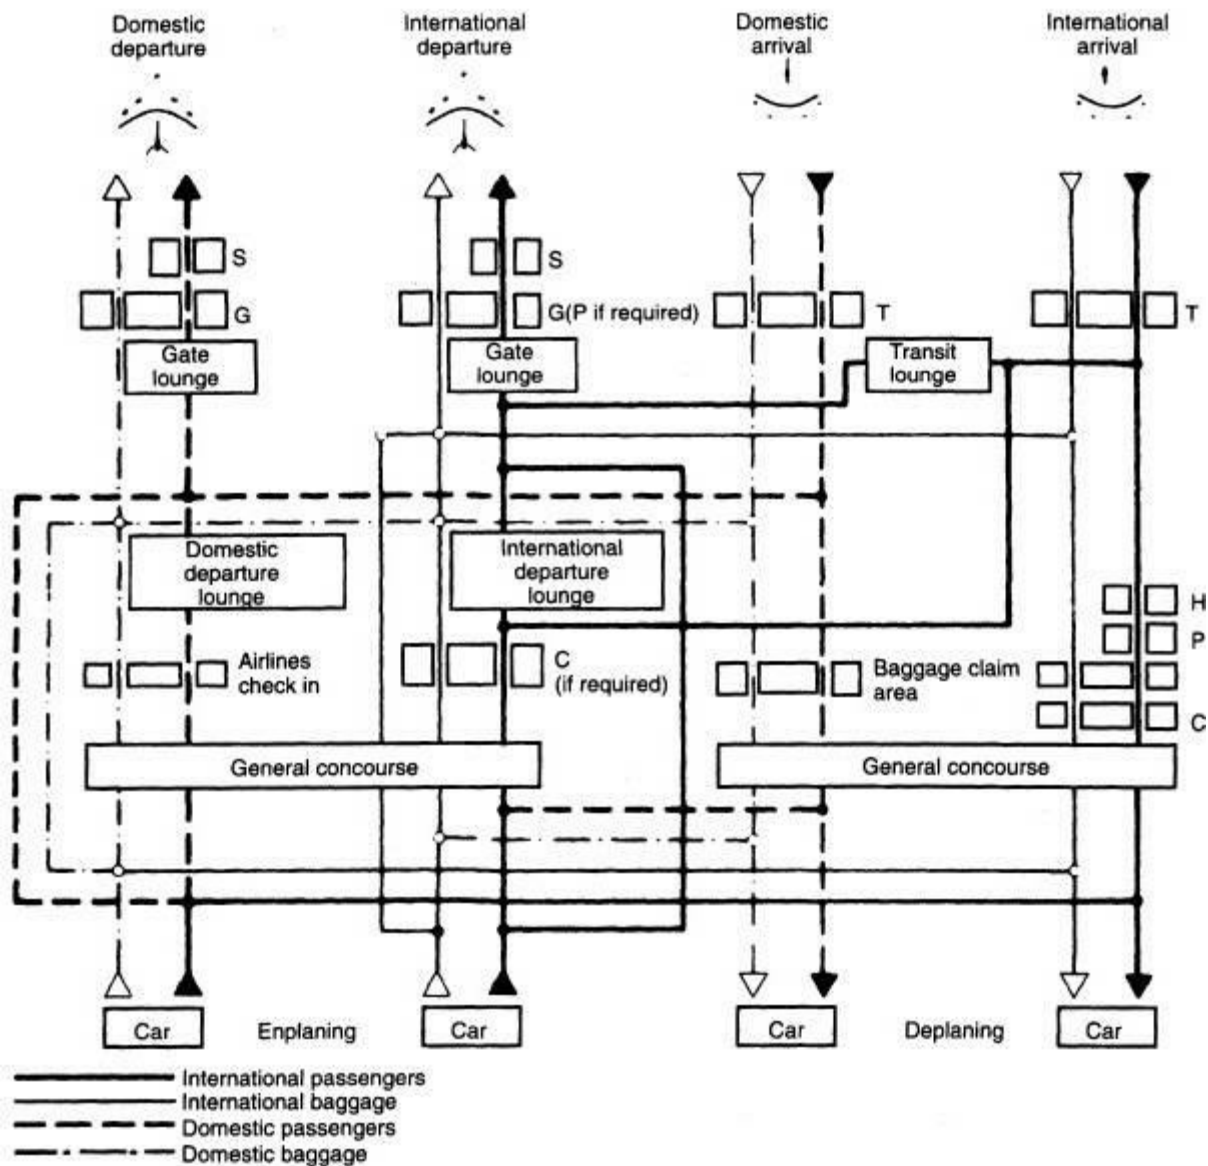 Domestic
departure
International
departure
Domestic
arrival
International
arrival
S
S
G
G(P if required)
T
T
Gate
lounge
Gate
lounge
Transit
lounge
Domestic
departure
lounge
International
departure
lounge
H
P
Airlines
check in
C
(if required)
Baggage claim
area
C
General concourse
General concourse
Car
Enplaning
Car
Car
Deplaning
Car
International passengers
International baggage
Domestic passengers
Domestic baggage